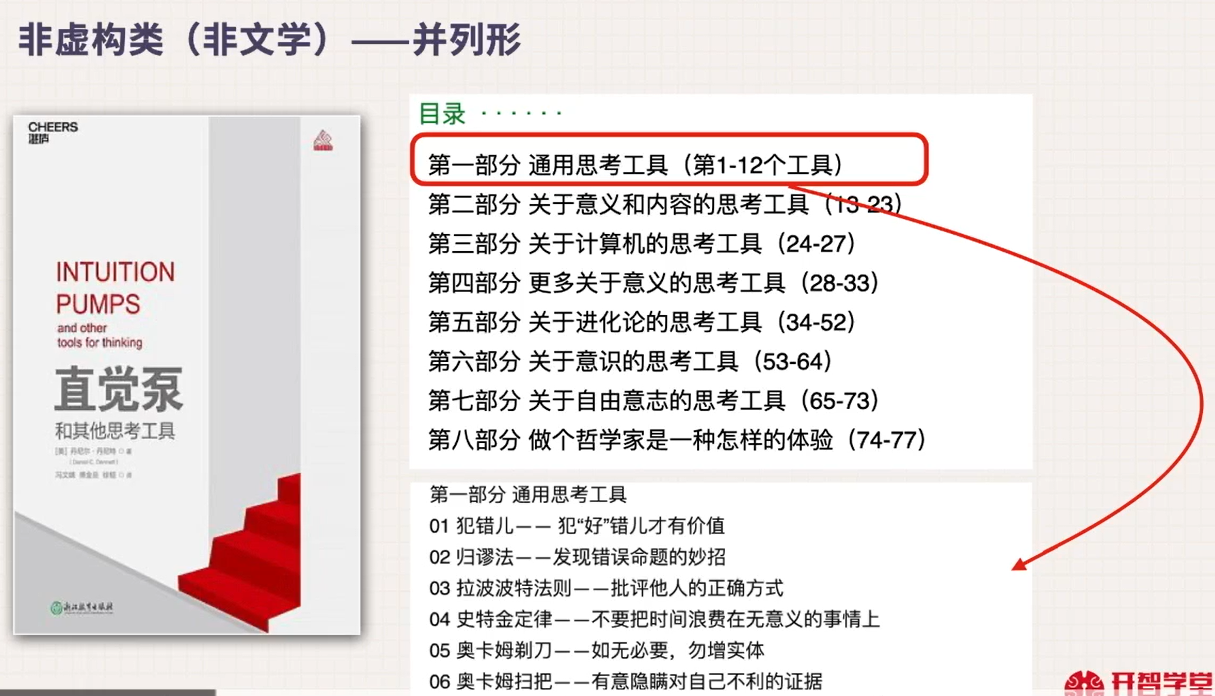 非虚构类（非文学）——并列形
CHEERS
湛庐
INTUITION
PUMPS
and other
tools for thinking
直觉泵
和其他思考工具
[美] 丹尼尔·丹尼特 ◎ 著
(Daniel C. Dennett)
浙江教育出版社
目录 · · · · · ·
第一部分 通用思考工具（第1-12个工具）
第二部分 关于意义和内容的思考工具（13-23）
第三部分 关于计算机的思考工具（24-27）
第四部分 更多关于意义的思考工具（28-33）
第五部分 关于进化论的思考工具（34-52）
第六部分 关于意识的思考工具（53-64）
第七部分 关于自由意志的思考工具（65-73）
第八部分 做个哲学家是一种怎样的体验（74-77）
第一部分 通用思考工具
01 犯错儿—— 犯“好”错儿才有价值
02 归谬法——发现错误命题的妙招
03 拉波波特法则——批评他人的正确方式
04 史特金定律——不要把时间浪费在无意义的事情上
05 奥卡姆剃刀——如无必要，勿增实体
06 奥卡姆扫把——有意隐瞒对自己不利的证据
开智学堂